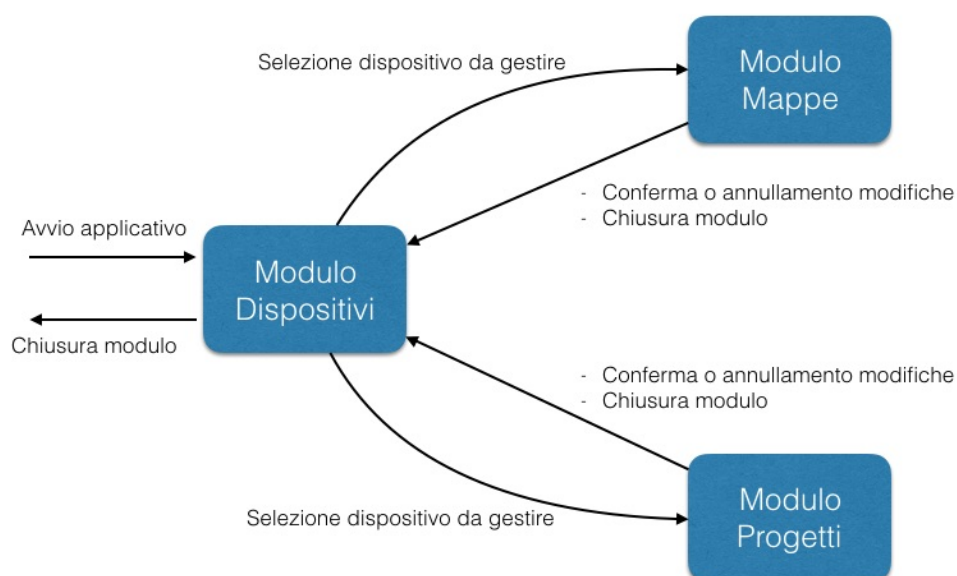 Selezione dispositivo da gestire
Modulo
Mappe
- Conferma o annullamento modifiche
- Chiusura modulo
Avvio applicativo
Modulo
Dispositivi
Chiusura modulo
- Conferma o annullamento modifiche
- Chiusura modulo
Selezione dispositivo da gestire
Modulo
Progetti